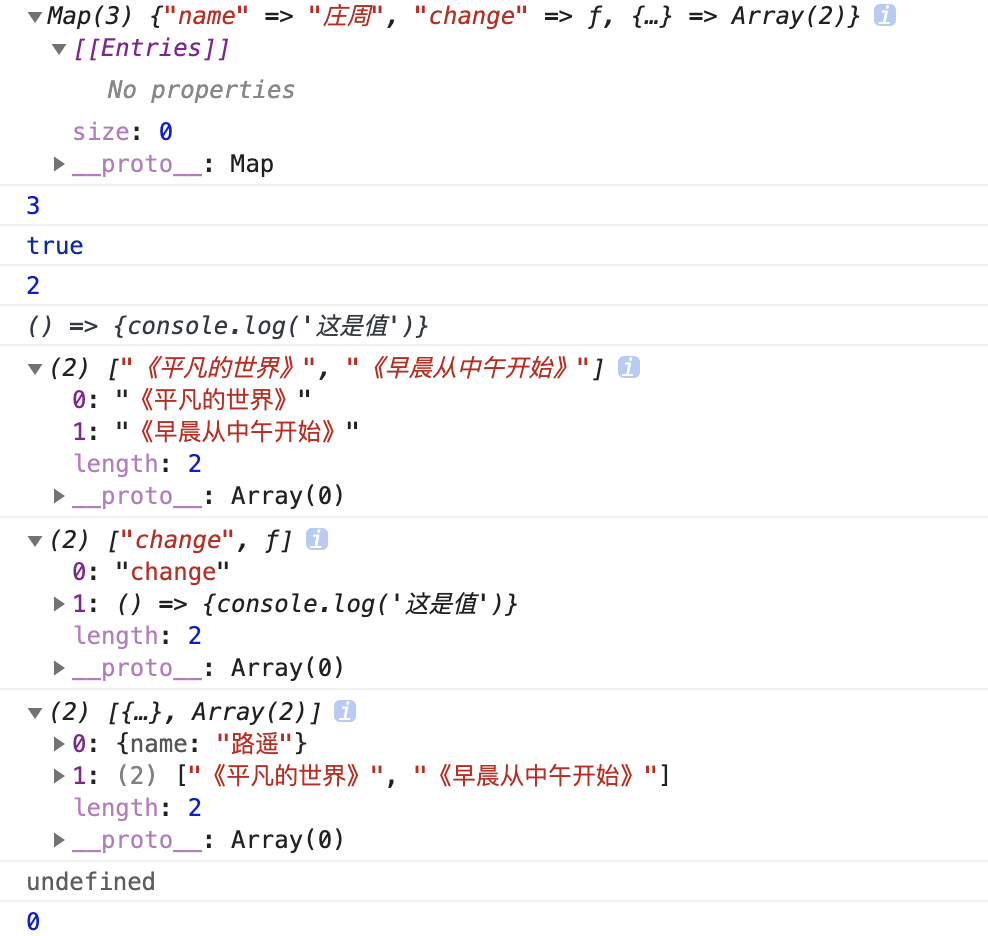 ▼Map(3) {"name" => "庄周", "change" => ƒ, {…} => Array(2)} i
▼[[Entries]]
No properties
size: 0
▶__proto__: Map
3
true
2
() => {console.log('这是值')}
▼(2) ["《平凡的世界》", "《早晨从中午开始》"] i
0: "《平凡的世界》"
1: "《早晨从中午开始》"
length: 2
▶__proto__: Array(0)
▼(2) ["change", ƒ] i
0: "change"
▶1: () => {console.log('这是值')}
length: 2
▶__proto__: Array(0)
▼(2) [{…}, Array(2)] i
▶0: {name: "路遥"}
▶1: (2) ["《平凡的世界》", "《早晨从中午开始》"]
length: 2
▶__proto__: Array(0)
undefined
0